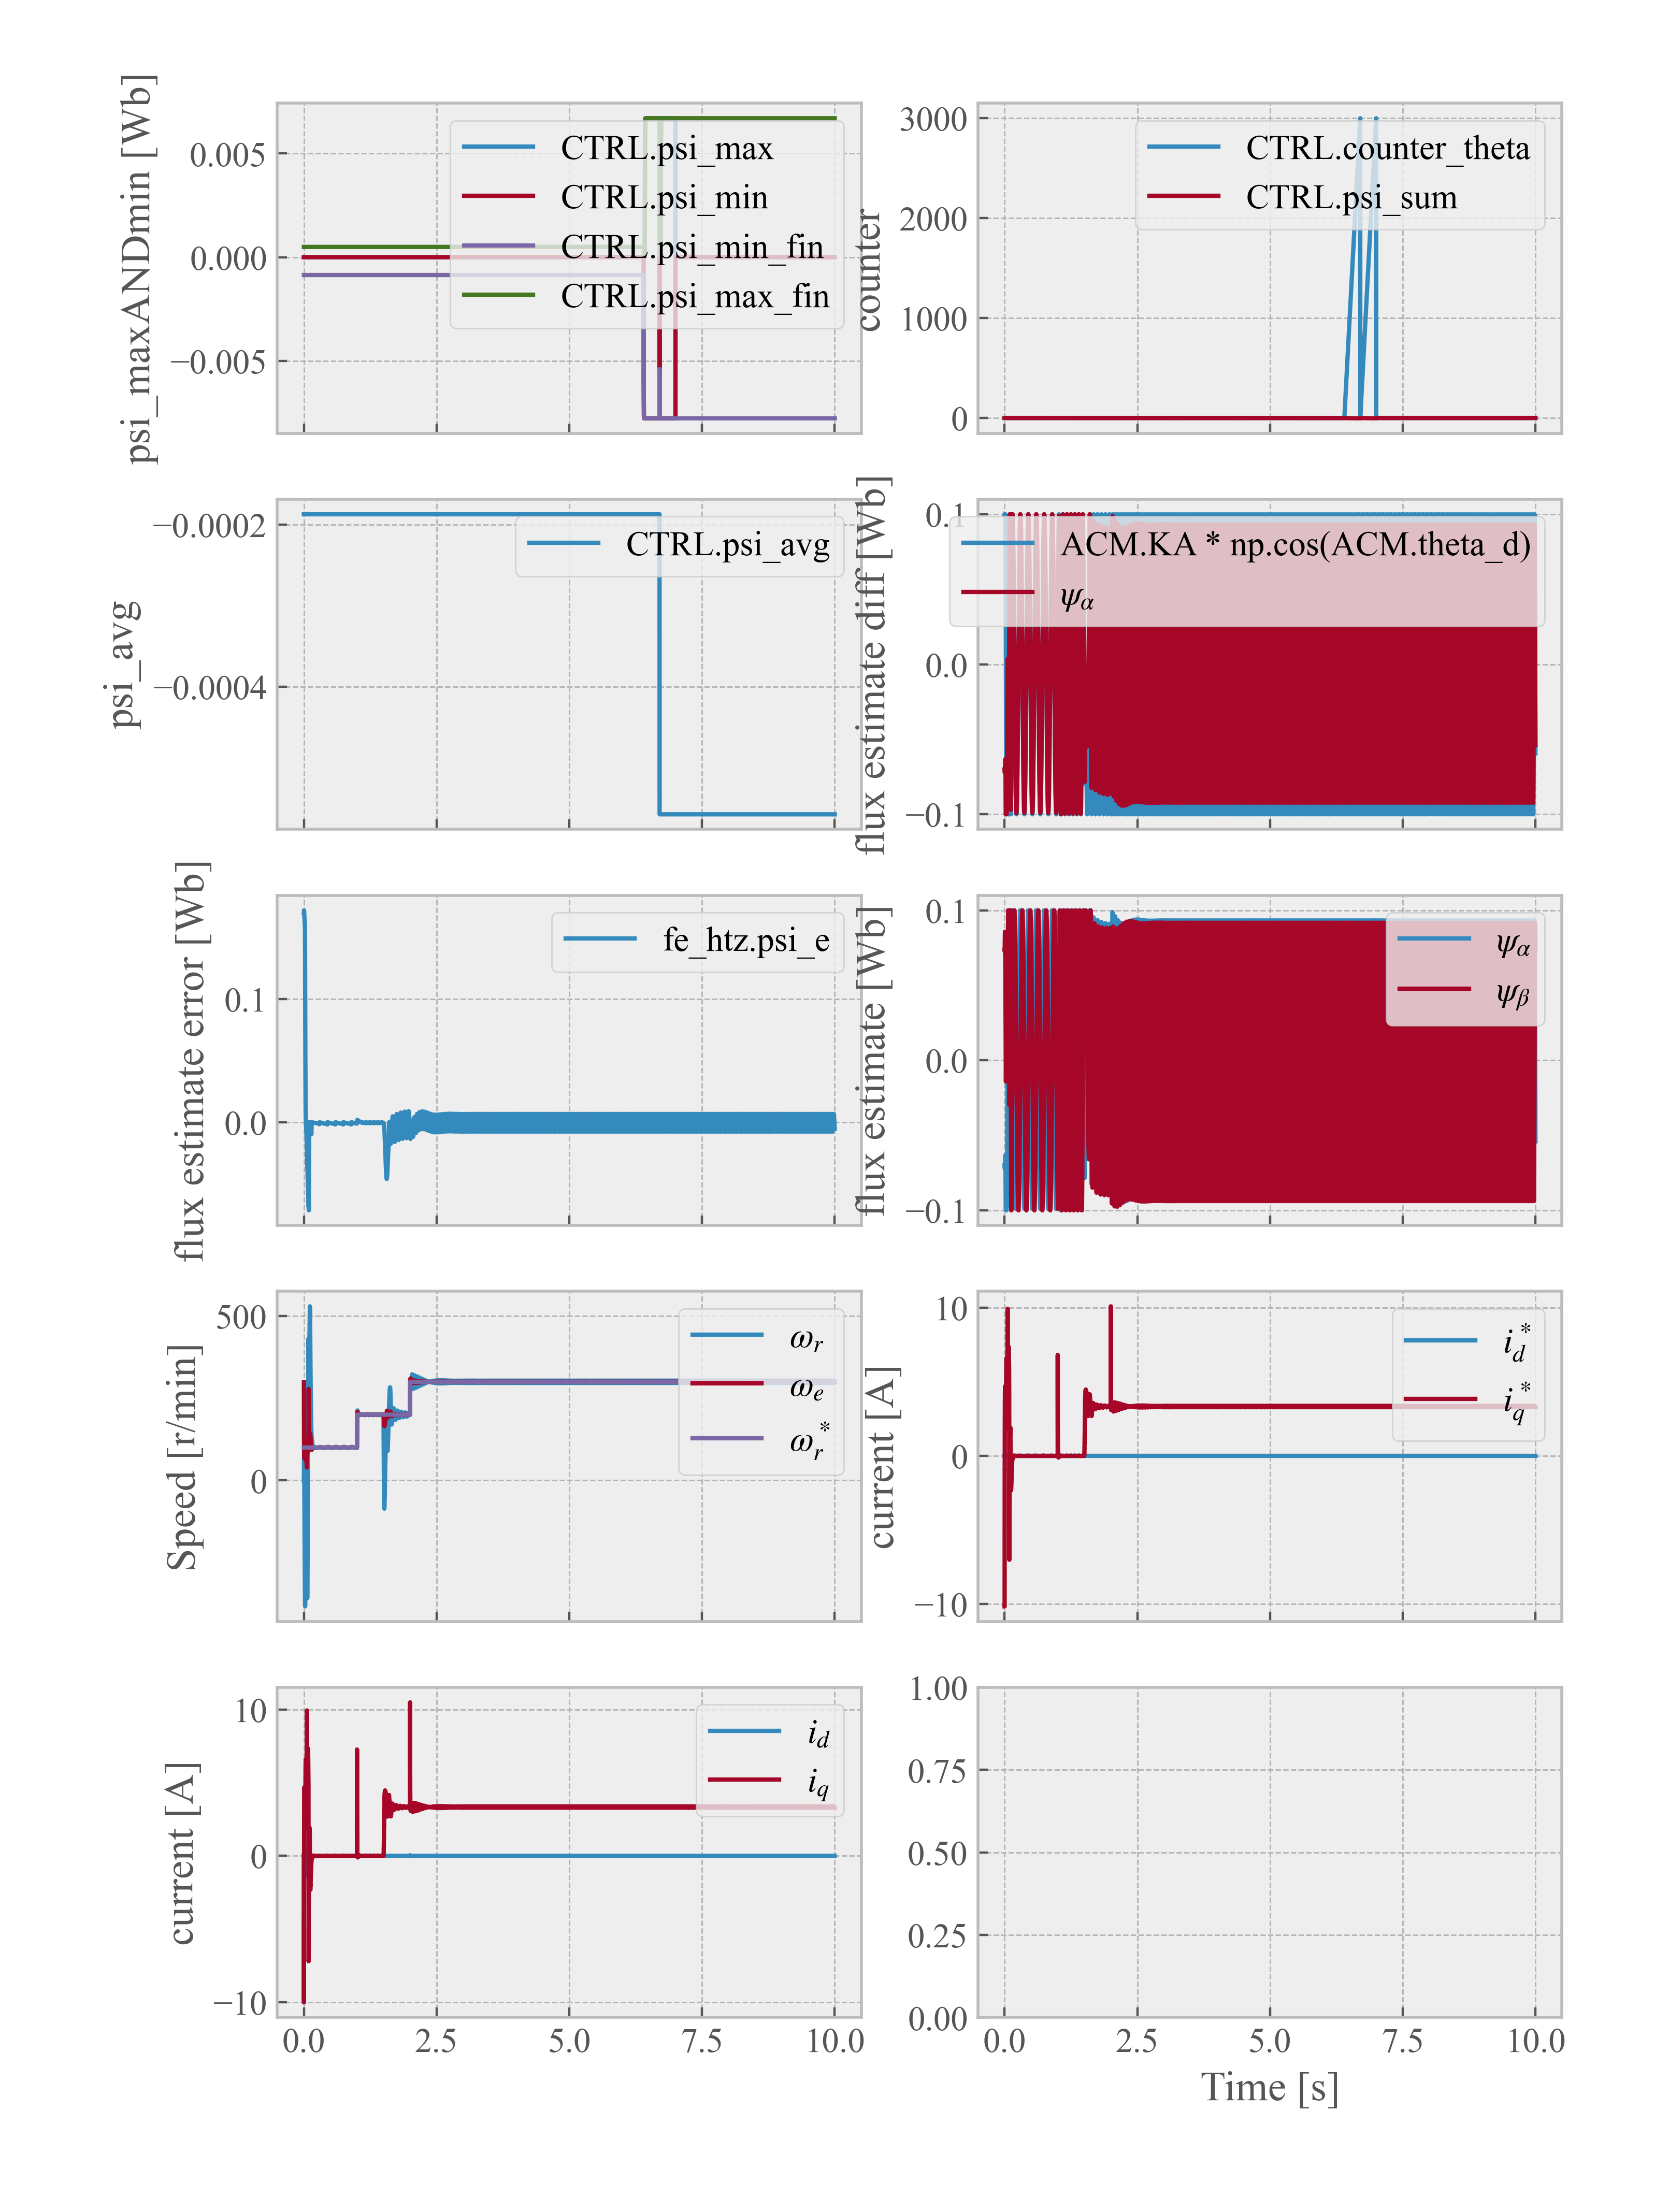 psi_maxANDmin [Wb]
0.005
0.000
−0.005
CTRL.psi_max
CTRL.psi_min
CTRL.psi_min_fin
CTRL.psi_max_fin
counter
3000
2000
1000
0
CTRL.counter_theta
CTRL.psi_sum
psi_avg
−0.0002
−0.0004
CTRL.psi_avg
flux estimate diff [Wb]
0.1
0.0
−0.1
ACM.KA * np.cos(ACM.theta_d)
ψα
flux estimate error [Wb]
0.1
0.0
fe_htz.psi_e
flux estimate [Wb]
0.1
0.0
−0.1
ψα
ψβ
Speed [r/min]
500
0
ωr
ωe
ωr*
current [A]
10
0
−10
id*
iq*
current [A]
10
0
−10
id
iq
0.0 2.5 5.0 7.5 10.0
1.00
0.75
0.50
0.25
0.00
0.0 2.5 5.0 7.5 10.0
Time [s]